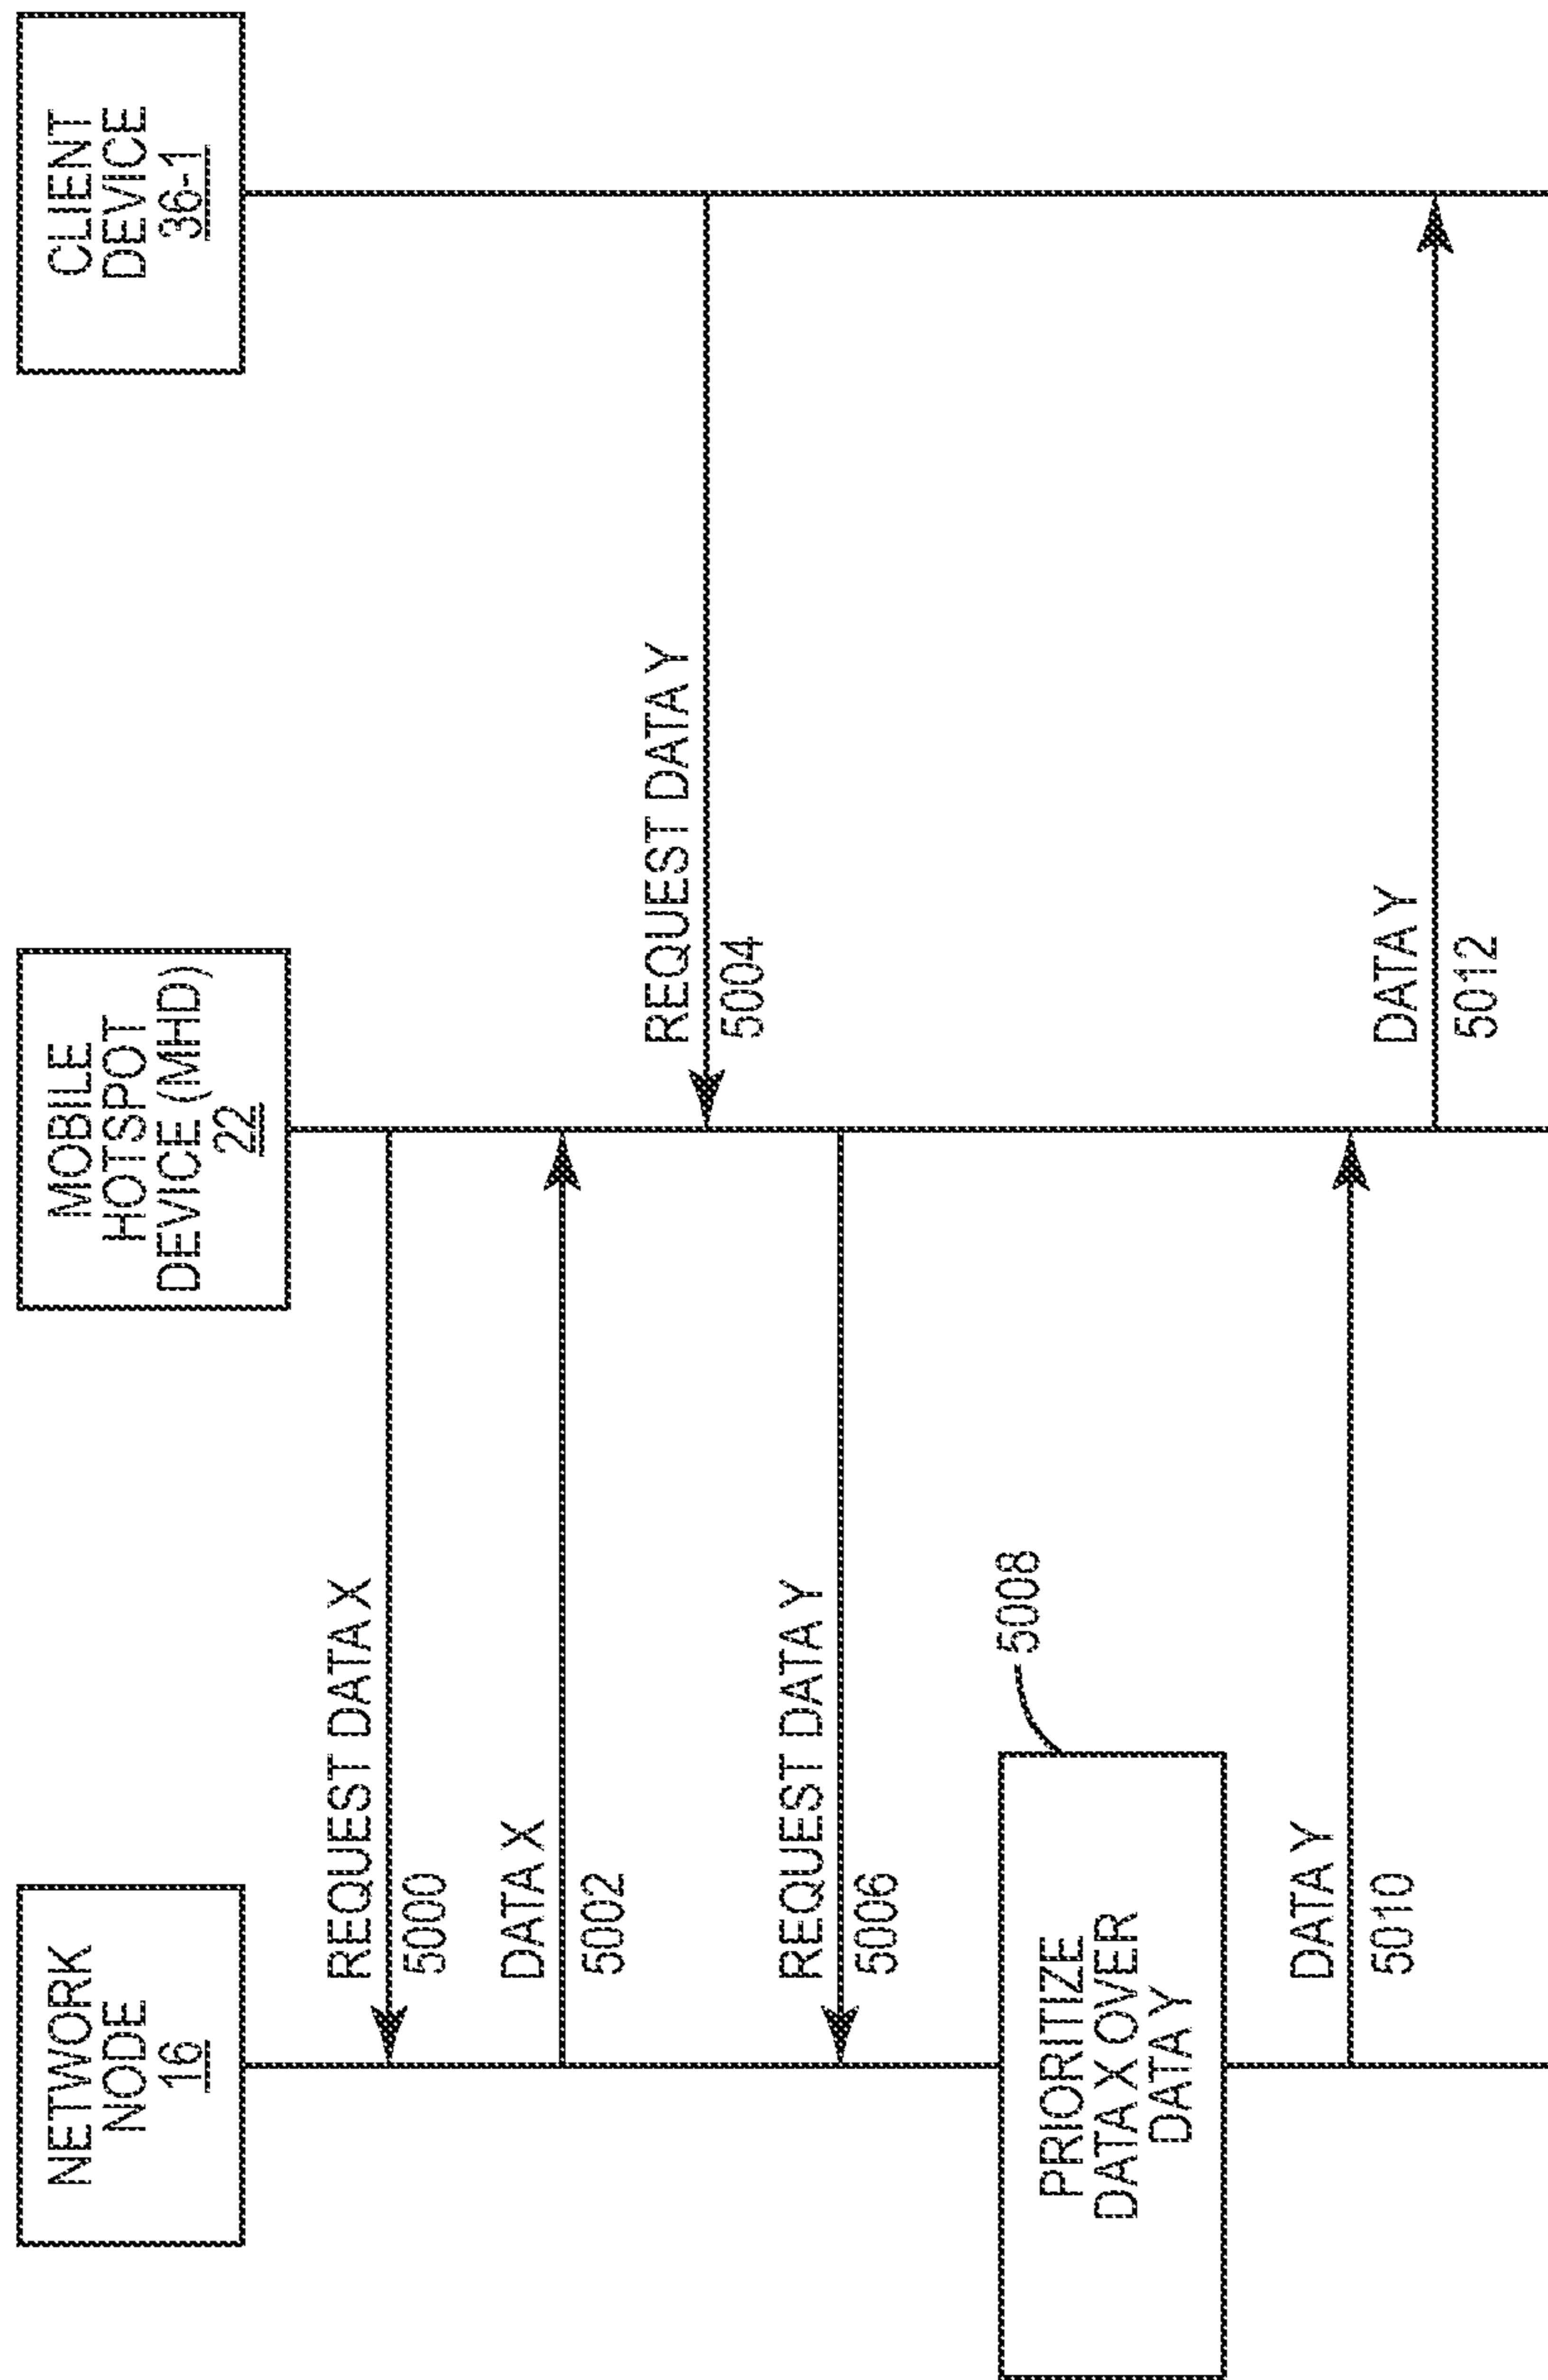 NETWORK
NODE
16
MOBILE
HOTSPOT
DEVICE (MHD)
22
CLIENT
DEVICE
36-1
REQUEST DATA X
5000
DATA X
5002
REQUEST DATA Y
5004
REQUEST DATA Y
5006
PRIORITIZE
DATA X OVER
DATA Y
5008
DATA Y
5010
DATA Y
5012